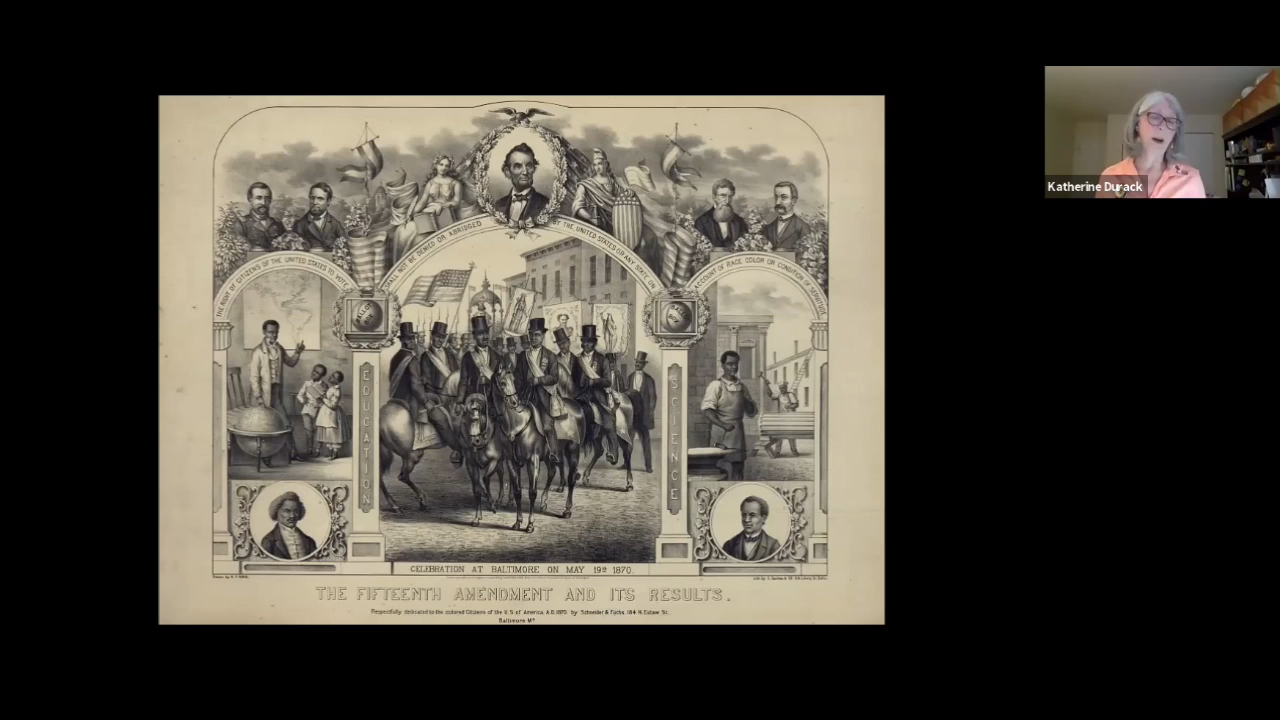 THE RIGHT OF CITIZENS OF THE UNITED STATES TO VOTE
SHALL NOT BE DENIED OR ABRIDGED
BY THE UNITED STATES OR ANY STATE ON
ACCOUNT OF RACE COLOR OR CONDITION OF SERVITUDE
BALLOT BOX
EDUCATION
SCIENCE
CELEBRATION AT BALTIMORE ON MAY 19th 1870.
THE FIFTEENTH AMENDMENT AND ITS RESULTS.
Respectfully dedicated to the colored Citizens of the U.S. of America, A.D. 1870 by Schneider & Fuchs, 184 N. Eutaw St.
Baltimore Md
Katherine Durack